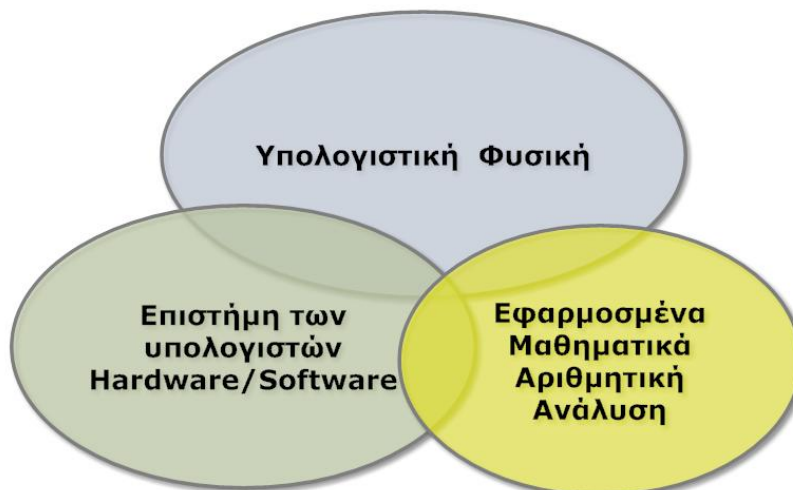 Υπολογιστική Φυσική
Επιστήμη των
υπολογιστών
Hardware/Software
Εφαρμοσμένα
Μαθηματικά
Αριθμητική
Ανάλυση